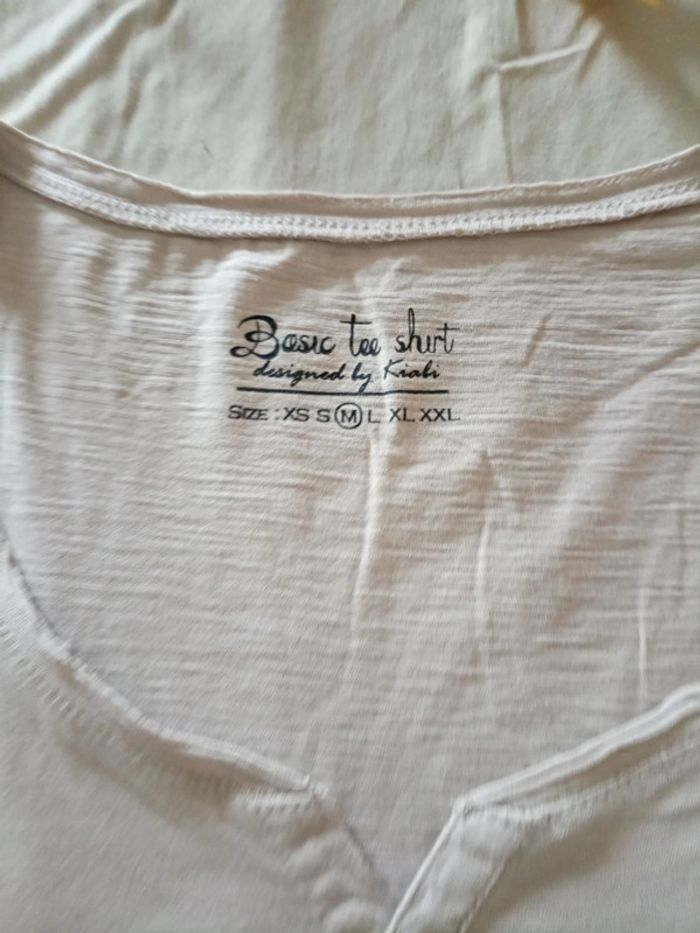 Basic tee shirt
designed by Kiabi
SIZE : XS S M L XL XXL